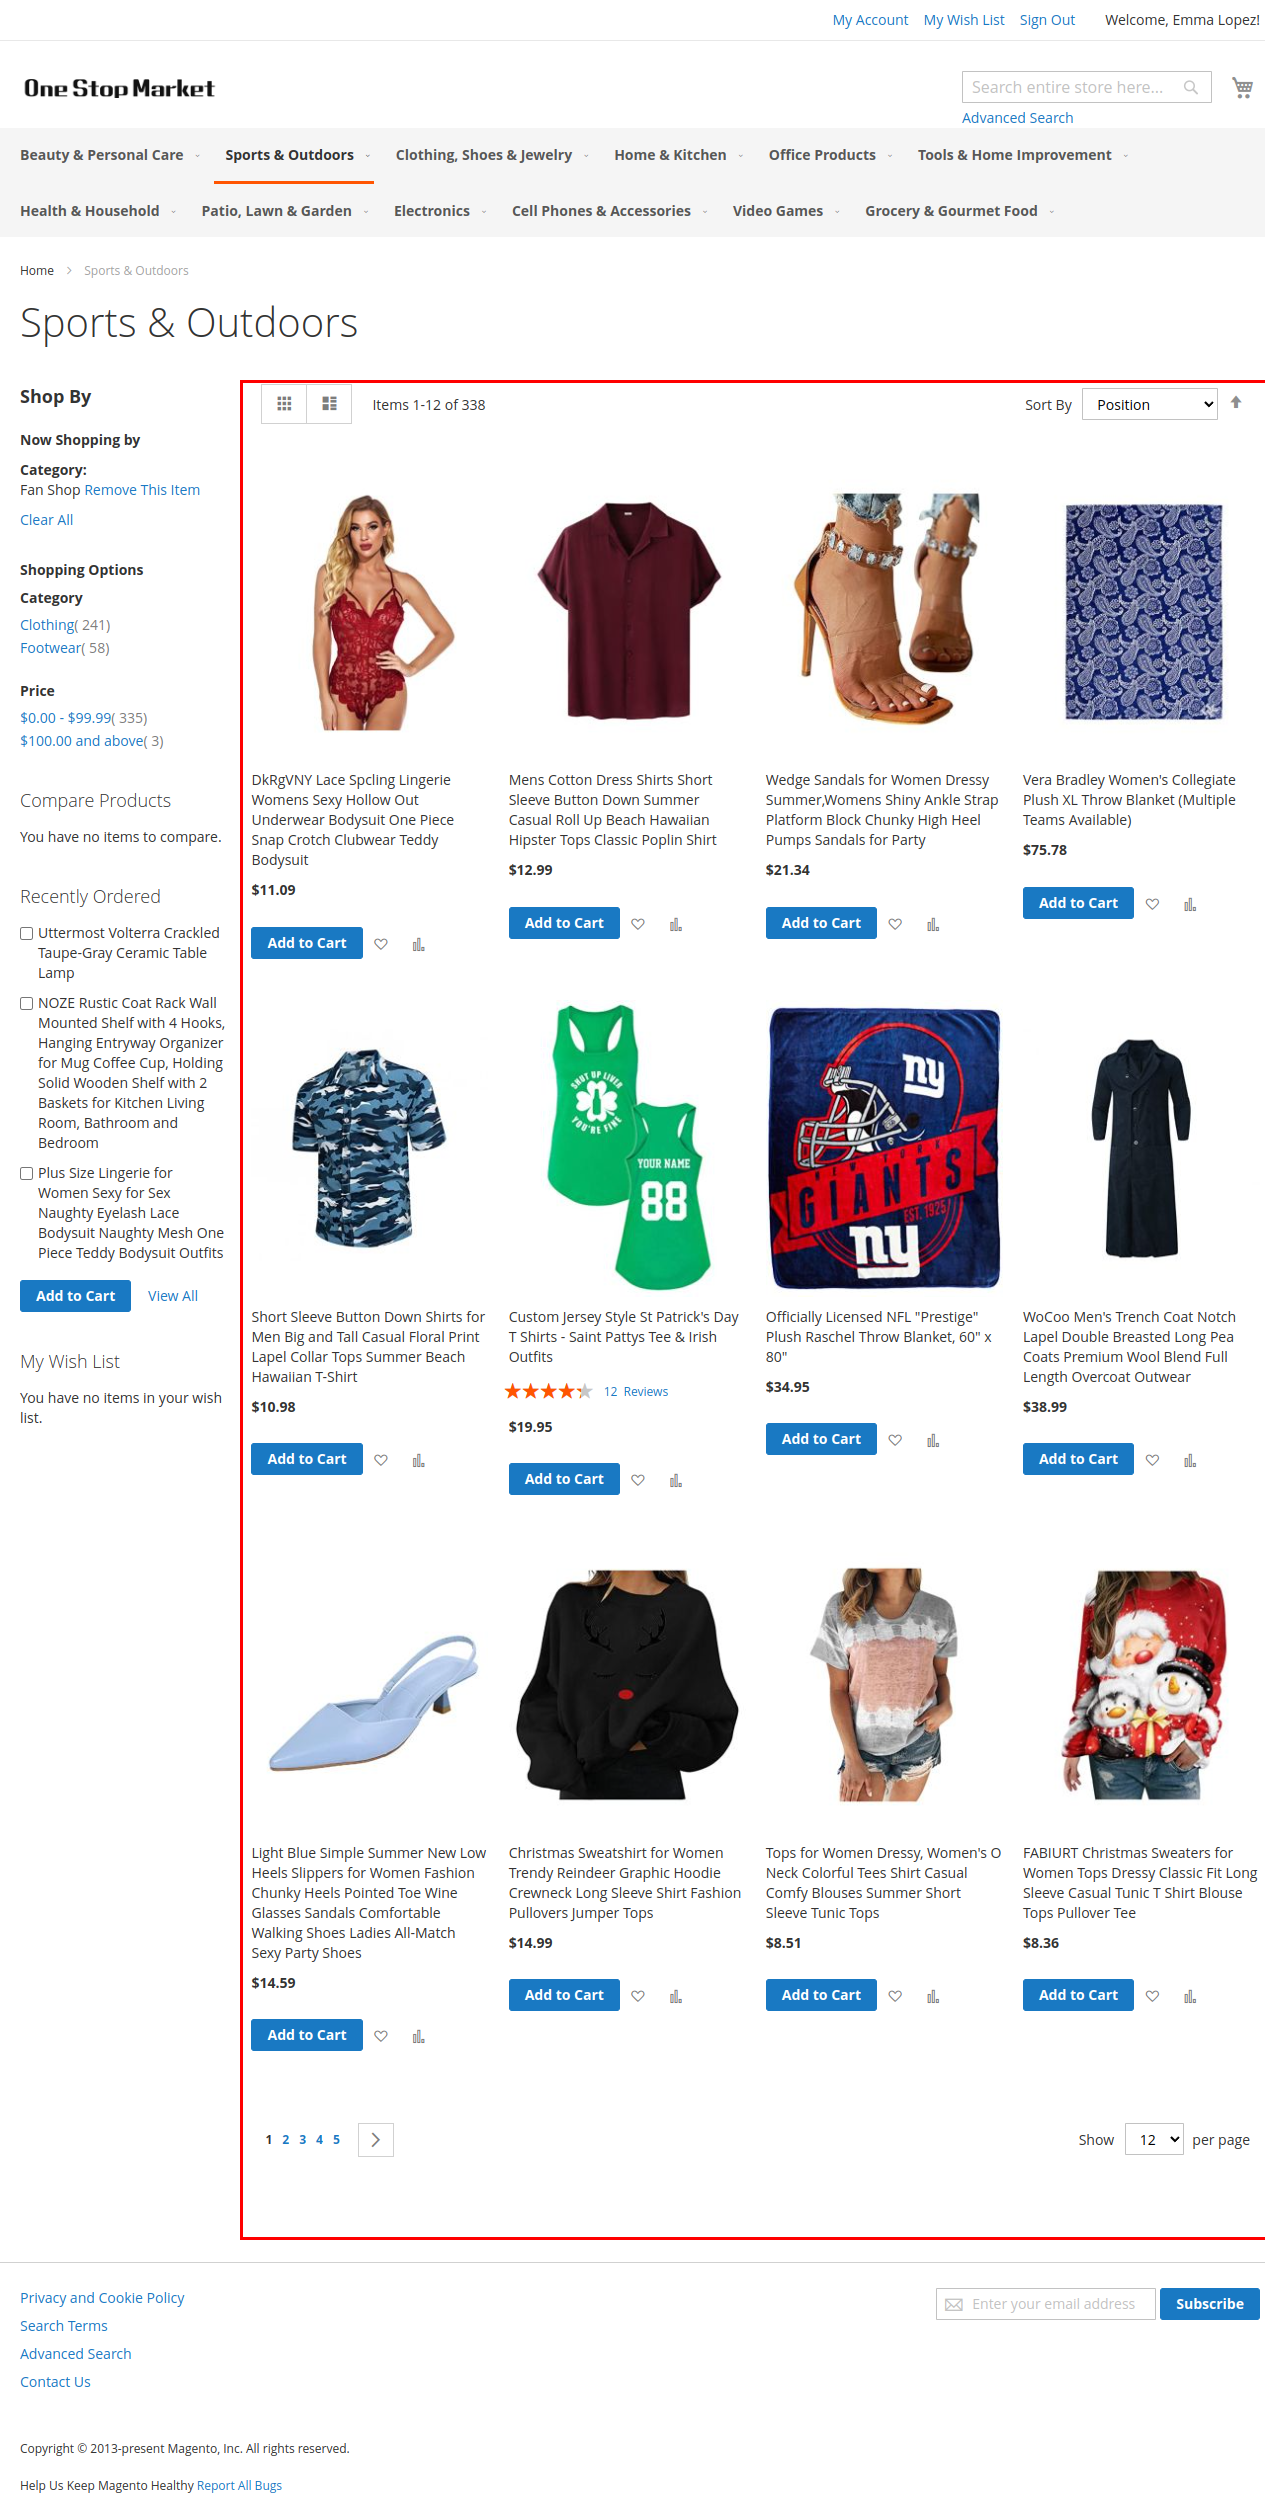 My Account My Wish List Sign Out Welcome, Emma Lopez!
One Stop Market
Search entire store here...
Advanced Search
Beauty & Personal Care Sports & Outdoors Clothing, Shoes & Jewelry Home & Kitchen Office Products Tools & Home Improvement
Health & Household Patio, Lawn & Garden Electronics Cell Phones & Accessories Video Games Grocery & Gourmet Food
Home Sports & Outdoors
Sports & Outdoors
Shop By
Now Shopping by
Category:
Fan Shop Remove This Item
Clear All
Shopping Options
Category
Clothing( 241)
Footwear( 58)
Price
$0.00 - $99.99( 335)
$100.00 and above( 3)
Compare Products
You have no items to compare.
Recently Ordered
Uttermost Volterra Crackled
Taupe-Gray Ceramic Table
Lamp
NOZE Rustic Coat Rack Wall
Mounted Shelf with 4 Hooks,
Hanging Entryway Organizer
for Mug Coffee Cup, Holding
Solid Wooden Shelf with 2
Baskets for Kitchen Living
Room, Bathroom and
Bedroom
Plus Size Lingerie for
Women Sexy for Sex
Naughty Eyelash Lace
Bodysuit Naughty Mesh One
Piece Teddy Bodysuit Outfits
Add to Cart View All
My Wish List
You have no items in your wish
list.
Items 1-12 of 338
Sort By Position
DkRgVNY Lace Spcling Lingerie
Womens Sexy Hollow Out
Underwear Bodysuit One Piece
Snap Crotch Clubwear Teddy
Bodysuit
$11.09
Add to Cart
Mens Cotton Dress Shirts Short
Sleeve Button Down Summer
Casual Roll Up Beach Hawaiian
Hipster Tops Classic Poplin Shirt
$12.99
Add to Cart
Wedge Sandals for Women Dressy
Summer,Womens Shiny Ankle Strap
Platform Block Chunky High Heel
Pumps Sandals for Party
$21.34
Add to Cart
Vera Bradley Women's Collegiate
Plush XL Throw Blanket (Multiple
Teams Available)
$75.78
Add to Cart
Short Sleeve Button Down Shirts for
Men Big and Tall Casual Floral Print
Lapel Collar Tops Summer Beach
Hawaiian T-Shirt
$10.98
Add to Cart
SHUT UP LIVER
YOU'RE FINE
YOUR NAME
88
Custom Jersey Style St Patrick's Day
T Shirts - Saint Pattys Tee & Irish
Outfits
12 Reviews
$19.95
Add to Cart
ny
NEW YORK
GIANTS
EST. 1925
ny
Officially Licensed NFL "Prestige"
Plush Raschel Throw Blanket, 60" x
80"
$34.95
Add to Cart
WoCoo Men's Trench Coat Notch
Lapel Double Breasted Long Pea
Coats Premium Wool Blend Full
Length Overcoat Outwear
$38.99
Add to Cart
Light Blue Simple Summer New Low
Heels Slippers for Women Fashion
Chunky Heels Pointed Toe Wine
Glasses Sandals Comfortable
Walking Shoes Ladies All-Match
Sexy Party Shoes
$14.59
Add to Cart
Christmas Sweatshirt for Women
Trendy Reindeer Graphic Hoodie
Crewneck Long Sleeve Shirt Fashion
Pullovers Jumper Tops
$14.99
Add to Cart
Tops for Women Dressy, Women's O
Neck Colorful Tees Shirt Casual
Comfy Blouses Summer Short
Sleeve Tunic Tops
$8.51
Add to Cart
FABIURT Christmas Sweaters for
Women Tops Dressy Classic Fit Long
Sleeve Casual Tunic T Shirt Blouse
Tops Pullover Tee
$8.36
Add to Cart
1 2 3 4 5
Show 12 per page
Privacy and Cookie Policy
Search Terms
Advanced Search
Contact Us
Enter your email address Subscribe
Copyright © 2013-present Magento, Inc. All rights reserved.
Help Us Keep Magento Healthy Report All Bugs